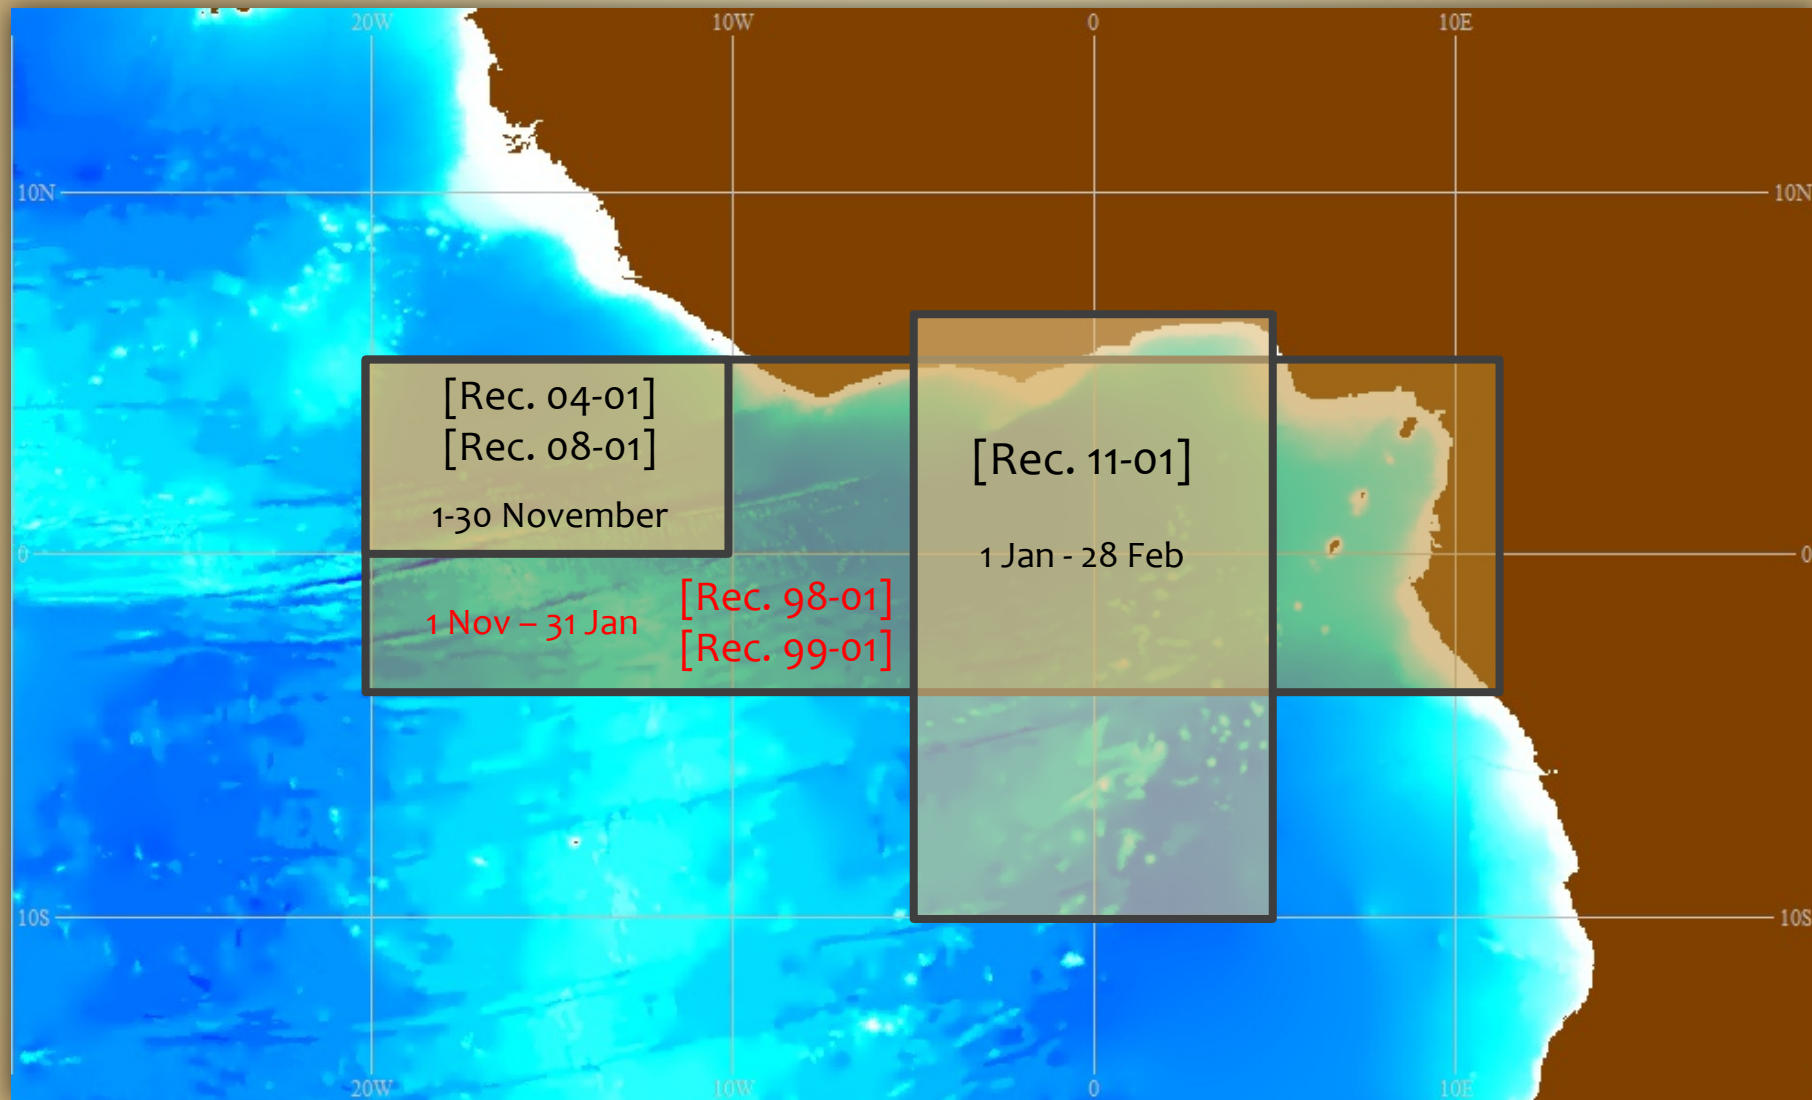 20W 10W 0 10E
10N 10N
[Rec. 04-01]
[Rec. 08-01]
1-30 November
[Rec. 11-01]
1 Jan - 28 Feb
0 0
1 Nov – 31 Jan
[Rec. 98-01]
[Rec. 99-01]
10S 10S
20W 10W 0 10E